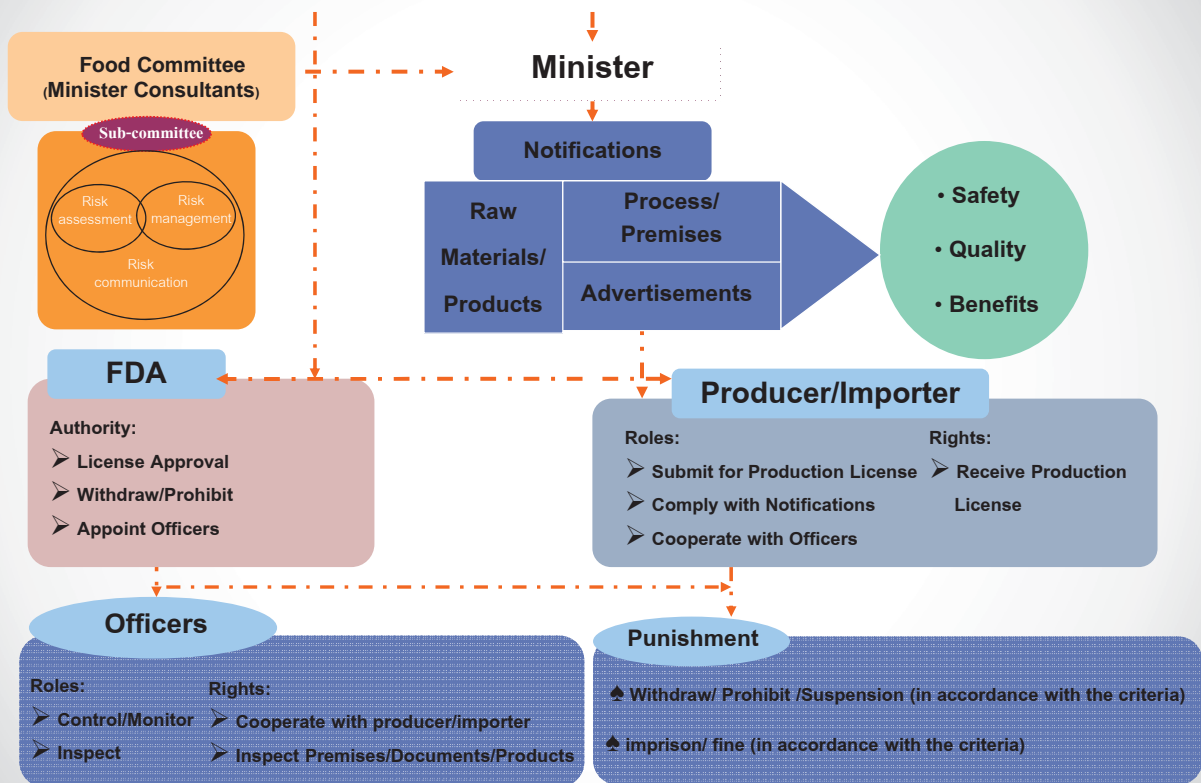 Food Committee
(Minister Consultants)
Sub-committee
Risk
assessment
Risk
management
Risk
communication
Minister
Notifications
Raw
Materials/
Products
Process/
Premises
Advertisements
• Safety
• Quality
• Benefits
FDA
Authority:
➢ License Approval
➢ Withdraw/Prohibit
➢ Appoint Officers
Producer/Importer
Roles:
➢ Submit for Production License
➢ Comply with Notifications
➢ Cooperate with Officers
Rights:
➢ Receive Production
License
Officers
Roles:
➢ Control/Monitor
➢ Inspect
Rights:
➢ Cooperate with producer/importer
➢ Inspect Premises/Documents/Products
Punishment
♠ Withdraw/ Prohibit /Suspension (in accordance with the criteria)
♠ imprison/ fine (in accordance with the criteria)